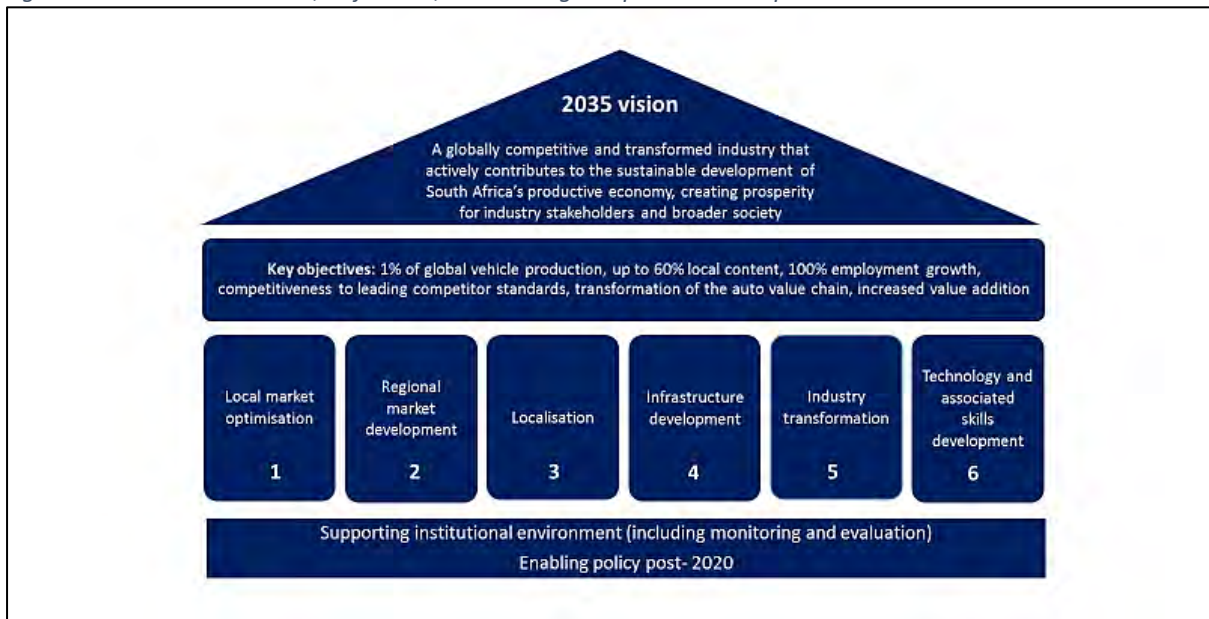 2035 vision
A globally competitive and transformed industry that
actively contributes to the sustainable development of
South Africa's productive economy, creating prosperity
for industry stakeholders and broader society
Key objectives: 1% of global vehicle production, up to 60% local content, 100% employment growth,
competitiveness to leading competitor standards, transformation of the auto value chain, increased value addition
Local market
optimisation
1
Regional
market
development
2
Localisation
3
Infrastructure
development
4
Industry
transformation
5
Technology and
associated
skills
development
6
Supporting institutional environment (including monitoring and evaluation)
Enabling policy post- 2020